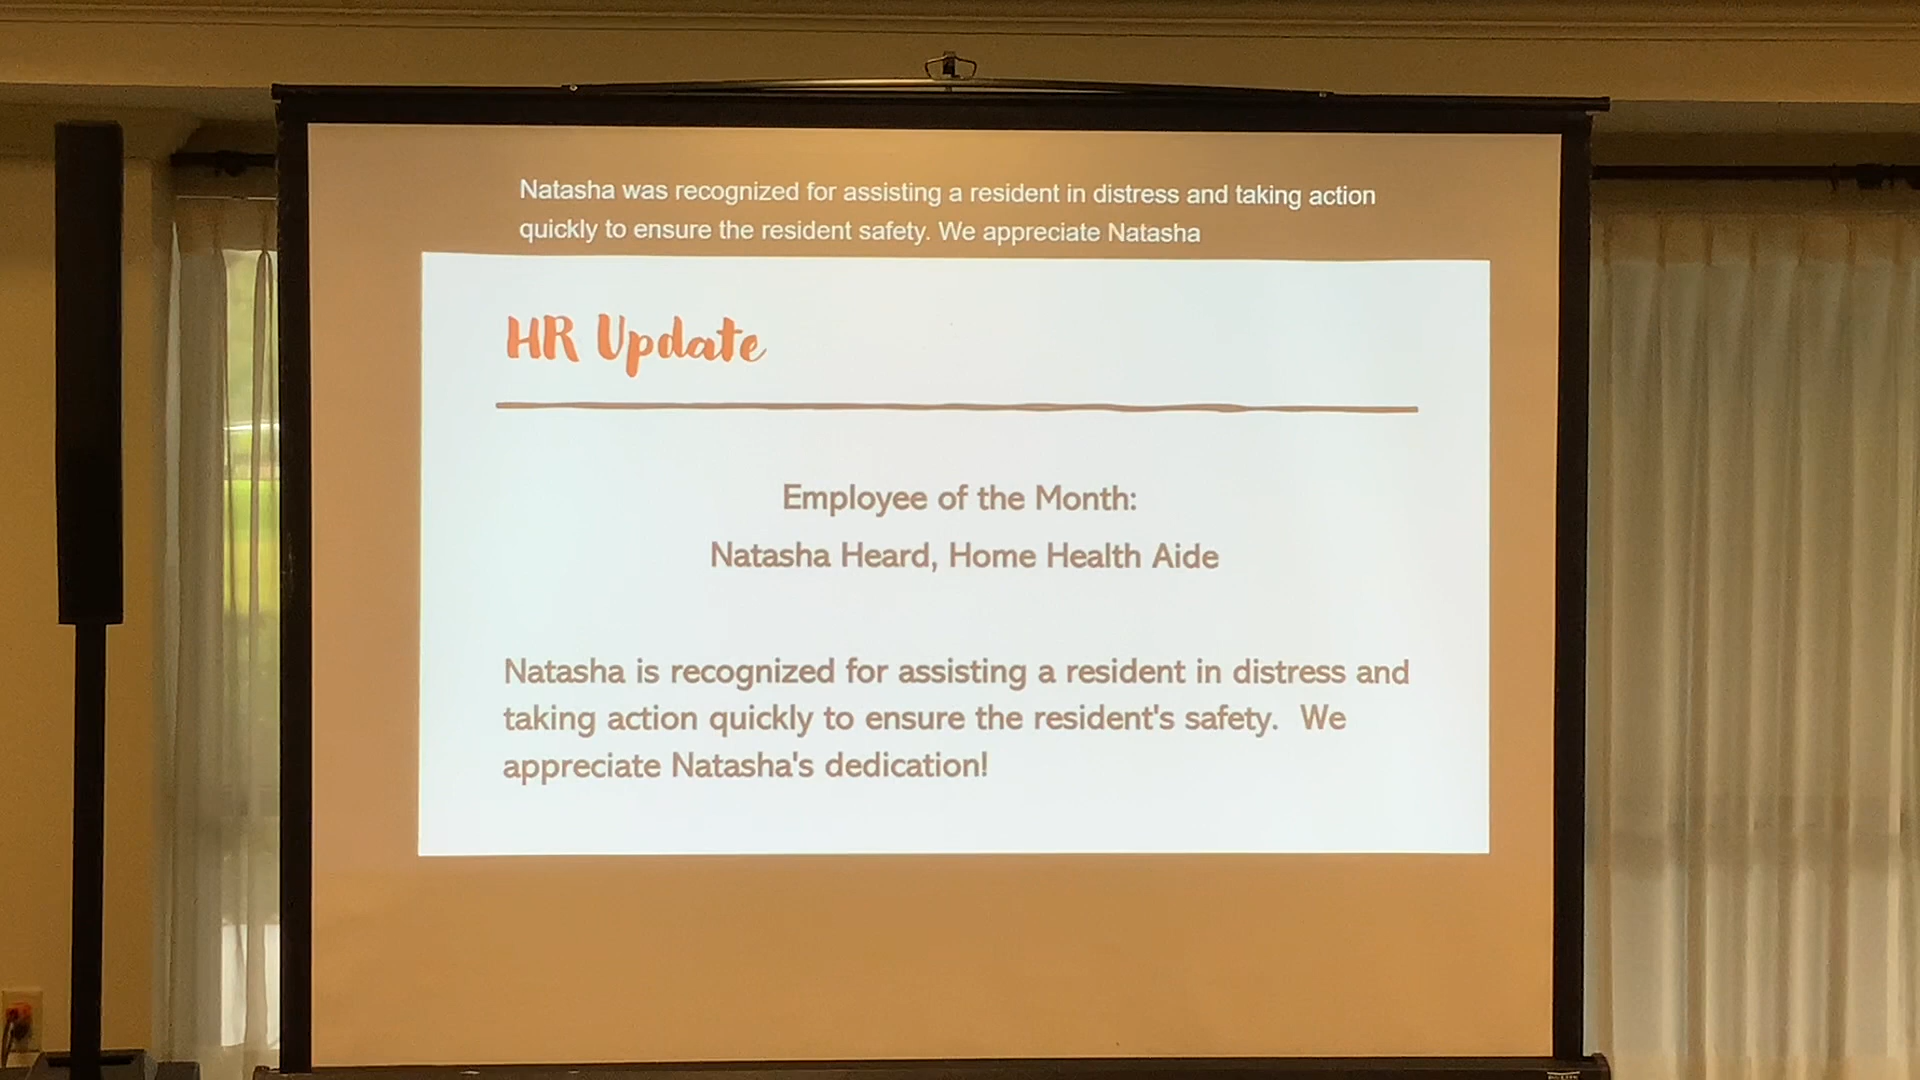 Natasha was recognized for assisting a resident in distress and taking action
quickly to ensure the resident safety. We appreciate Natasha
HR Update
Employee of the Month:
Natasha Heard, Home Health Aide
Natasha is recognized for assisting a resident in distress and
taking action quickly to ensure the resident's safety. We
appreciate Natasha's dedication!